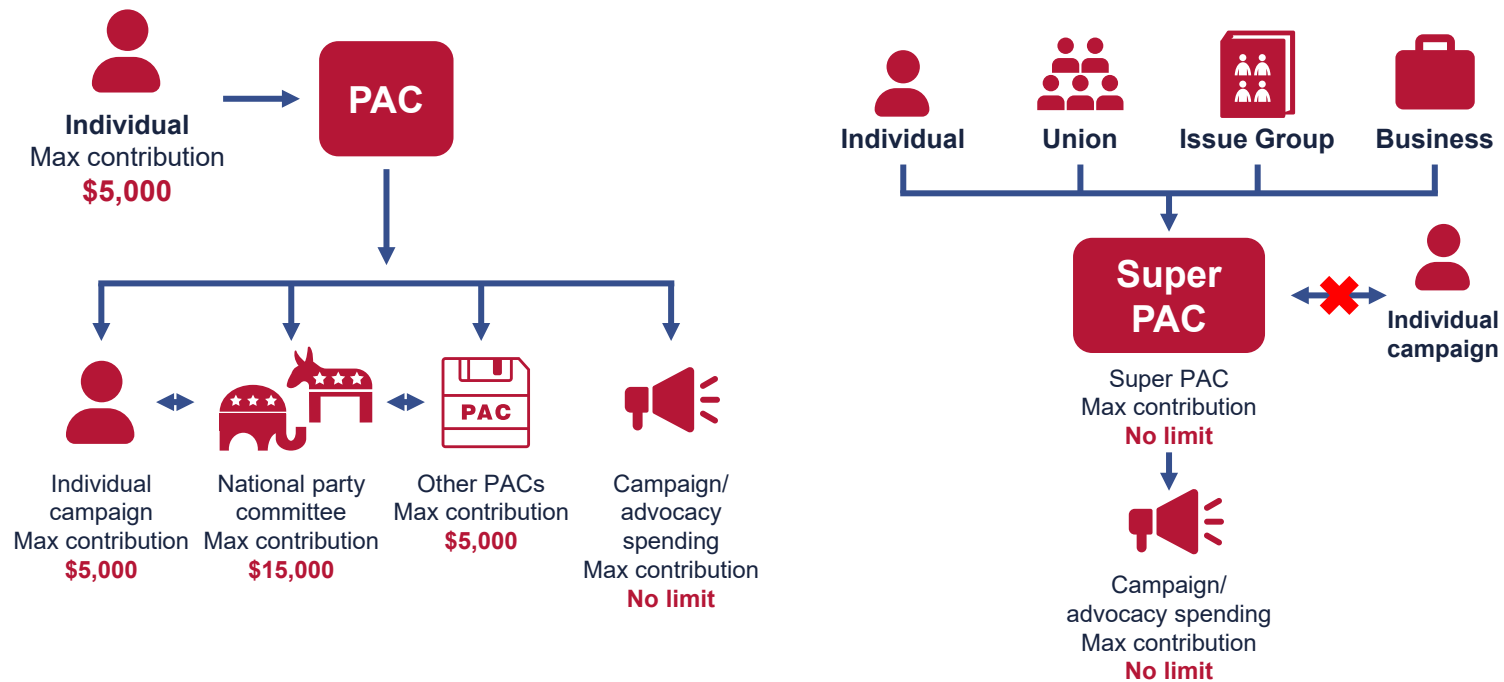 Individual
Max contribution
$5,000
PAC
Individual
campaign
Max contribution
$5,000
National party
committee
Max contribution
$15,000
PAC
Other PACs
Max contribution
$5,000
Campaign/
advocacy
spending
Max contribution
No limit
Individual
Union
Issue Group
Business
Super
PAC
Individual
campaign
Super PAC
Max contribution
No limit
Campaign/
advocacy spending
Max contribution
No limit